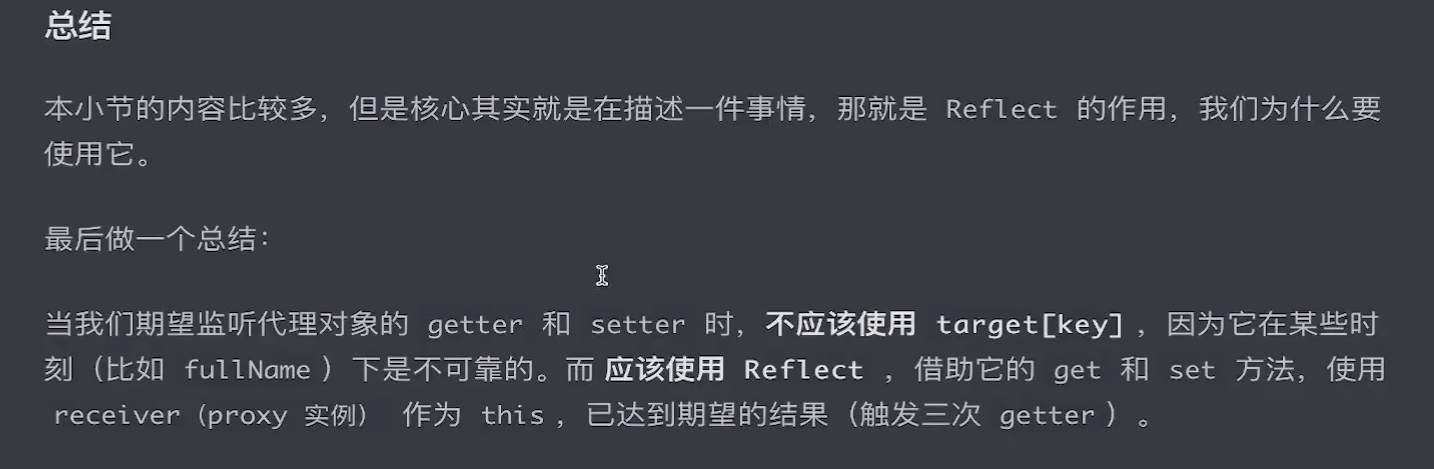 总结
本小节的内容比较多，但是核心其实就是在描述一件事情，那就是 Reflect 的作用，我们为什么要
使用它。
最后做一个总结：
当我们期望监听代理对象的 getter 和 setter 时，不应该使用 target[key] ，因为它在某些时
刻（比如 fullName ）下是不可靠的。而 应该使用 Reflect ，借助它的 get 和 set 方法，使用
receiver（proxy 实例） 作为 this ，已达到期望的结果（触发三次 getter ）。